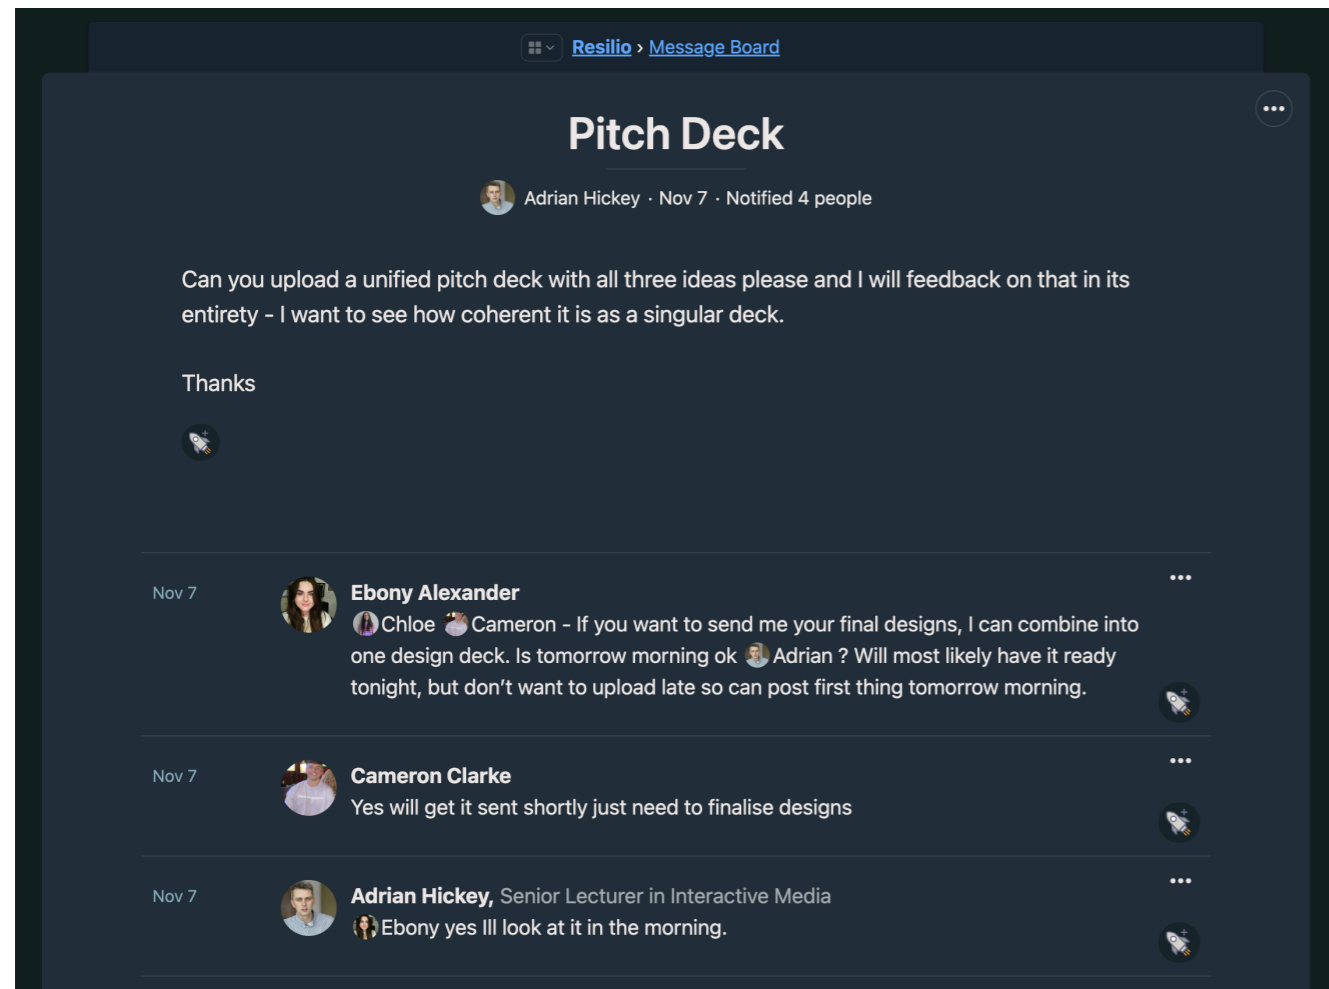 Resilio › Message Board
Pitch Deck
Adrian Hickey · Nov 7 · Notified 4 people
Can you upload a unified pitch deck with all three ideas please and I will feedback on that in its
entirety - I want to see how coherent it is as a singular deck.
Thanks
Nov 7
Ebony Alexander
Chloe Cameron - If you want to send me your final designs, I can combine into
one design deck. Is tomorrow morning ok Adrian ? Will most likely have it ready
tonight, but don't want to upload late so can post first thing tomorrow morning.
Nov 7
Cameron Clarke
Yes will get it sent shortly just need to finalise designs
Nov 7
Adrian Hickey, Senior Lecturer in Interactive Media
Ebony yes Ill look at it in the morning.